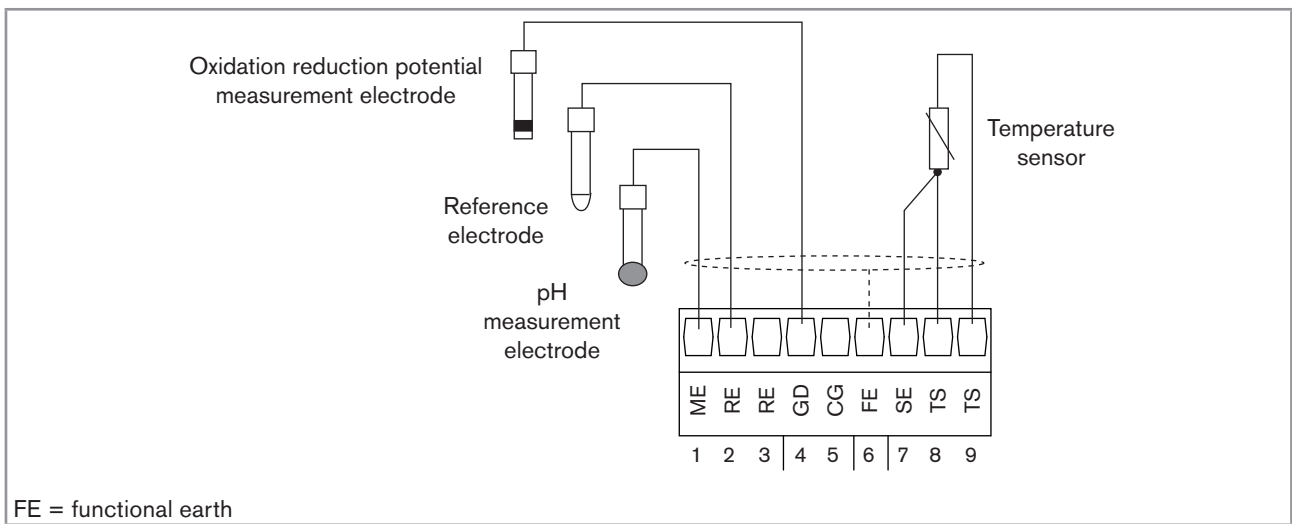 Oxidation reduction potential
measurement electrode
Reference
electrode
pH
measurement
electrode
Temperature
sensor
ME RE RE GD CG FE SE TS TS
1 2 3 4 5 6 7 8 9
FE = functional earth